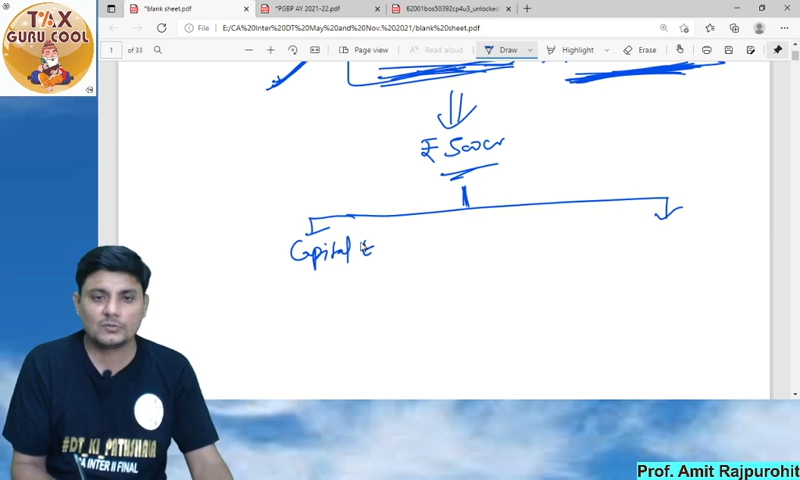 TAX
GURU COOL
*blank sheet.pdf
*PGBP AY 2021-22.pdf
62001bos50392cp4u3_unlocked
File
E:/CA%20Inter%20DT%20May%20and%20Nov.%202021/blank%20sheet.pdf
1 of 33
Page view
Read aloud
Draw
Highlight
Erase
₹ 500cr
Capital E
#DT_KI_PATHSHALA
CA INTER II FINAL
Prof. Amit Rajpurohit